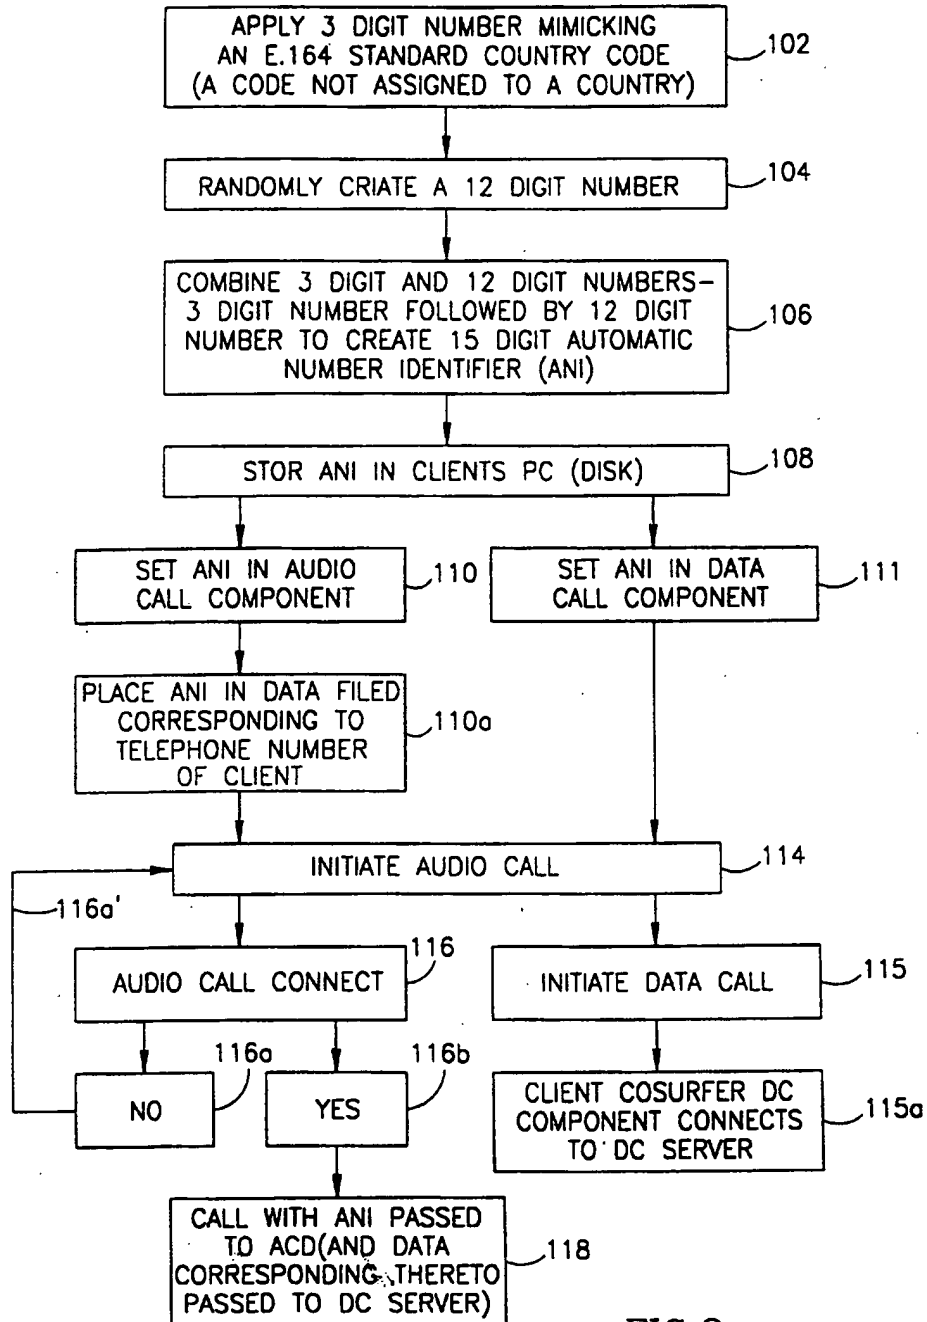 APPLY 3 DIGIT NUMBER MIMICKING
AN E.164 STANDARD COUNTRY CODE
(A CODE NOT ASSIGNED TO A COUNTRY)
102
RANDOMLY CRIATE A 12 DIGIT NUMBER
104
COMBINE 3 DIGIT AND 12 DIGIT NUMBERS-
3 DIGIT NUMBER FOLLOWED BY 12 DIGIT
NUMBER TO CREATE 15 DIGIT AUTOMATIC
NUMBER IDENTIFIER (ANI)
106
STOR ANI IN CLIENTS PC (DISK)
108
SET ANI IN AUDIO
CALL COMPONENT
110
SET ANI IN DATA
CALL COMPONENT
111
PLACE ANI IN DATA FILED
CORRESPONDING TO
TELEPHONE NUMBER
OF CLIENT
110a
INITIATE AUDIO CALL
114
116a'
AUDIO CALL CONNECT
116
INITIATE DATA CALL
115
NO
116a
YES
116b
CLIENT COSURFER DC
COMPONENT CONNECTS
TO DC SERVER
115a
CALL WITH ANI PASSED
TO ACD(AND DATA
CORRESPONDING THERETO
PASSED TO DC SERVER)
118